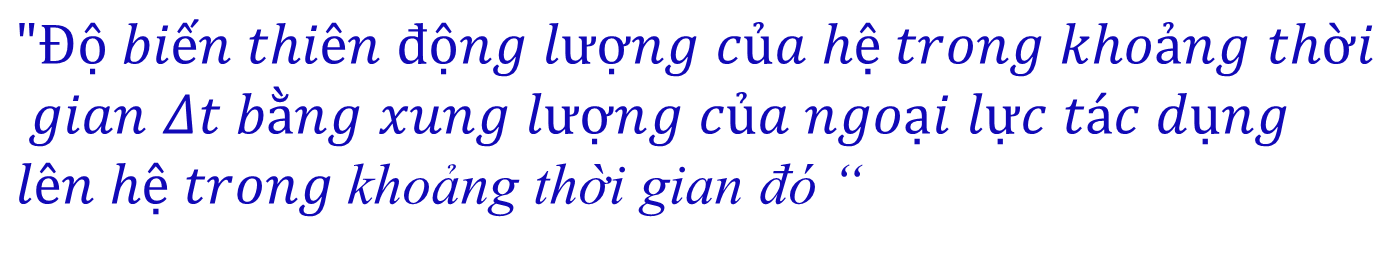 "Độ biến thiên động lượng của hệ trong khoảng thời
gian Δt bằng xung lượng của ngoại lực tác dụng
lên hệ trong khoảng thời gian đó “